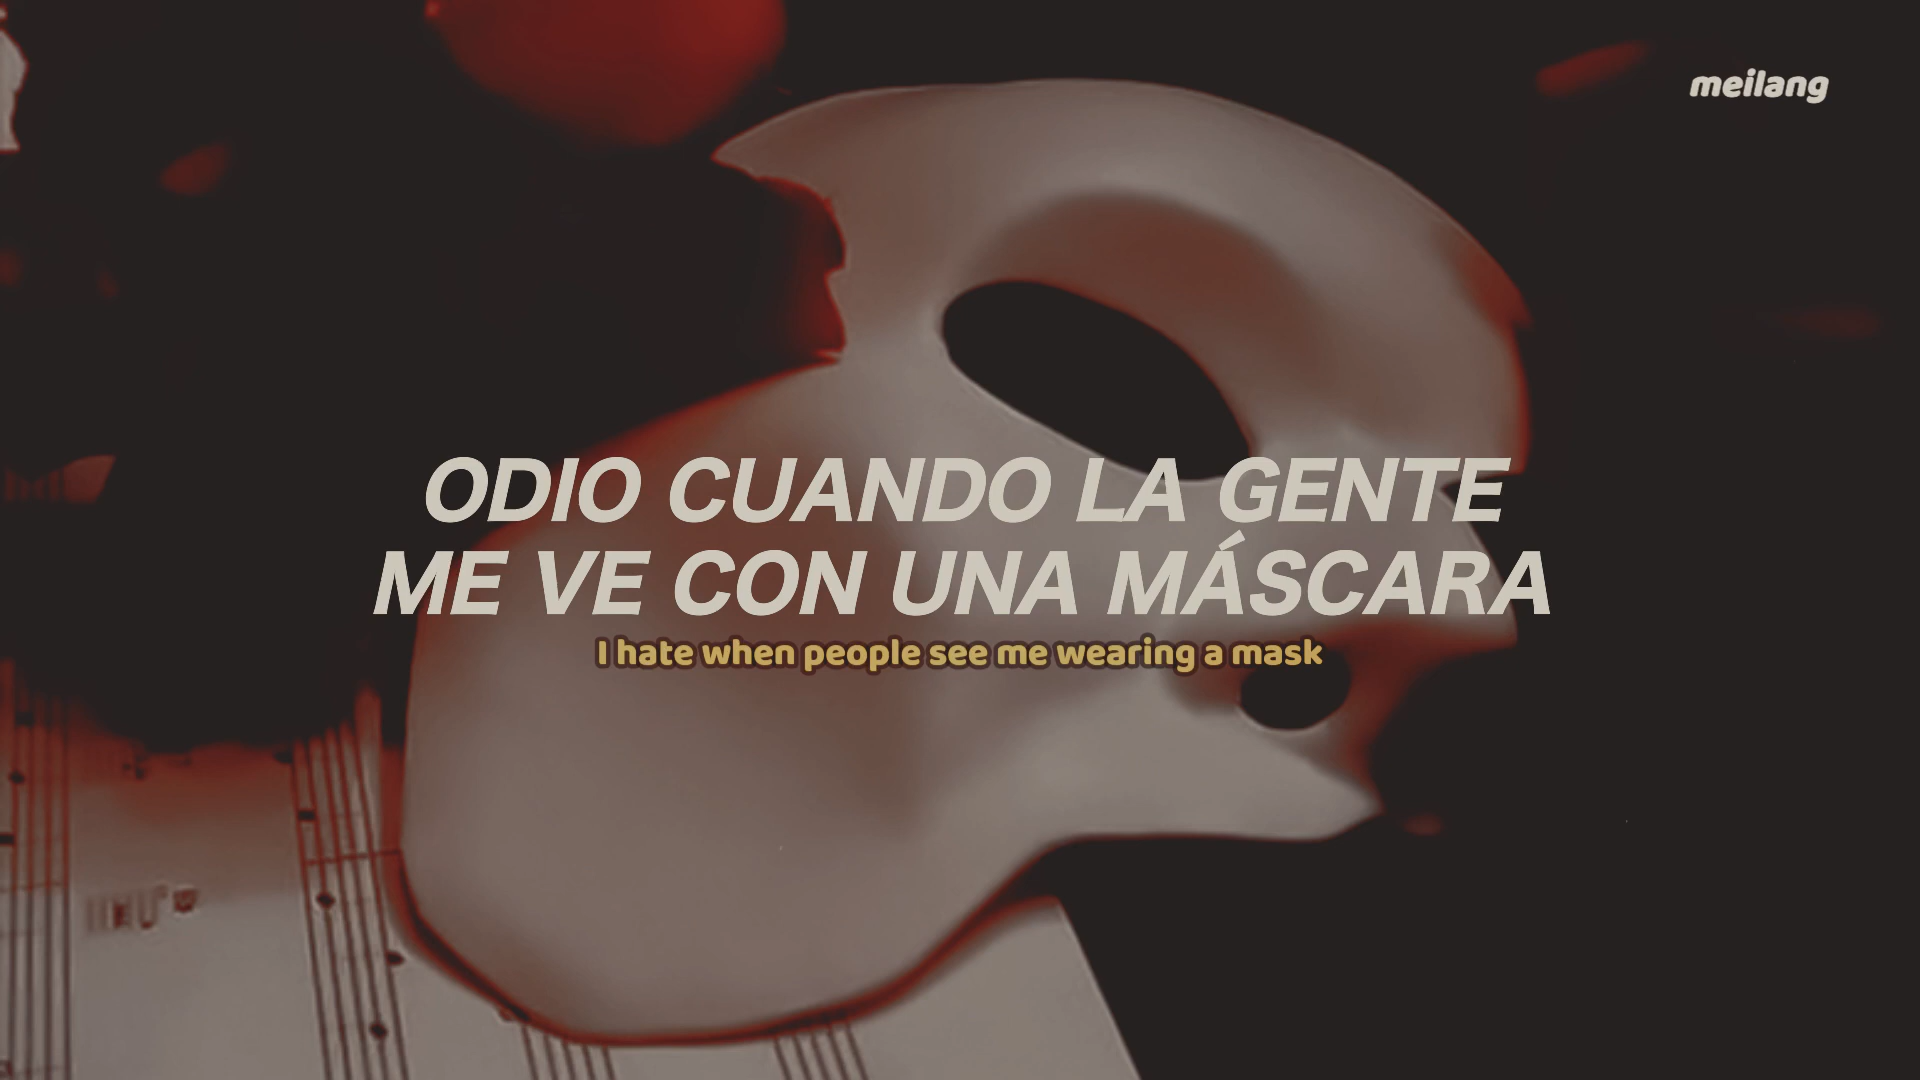 meilang
ODIO CUANDO LA GENTE
ME VE CON UNA MÁSCARA
I hate when people see me wearing a mask